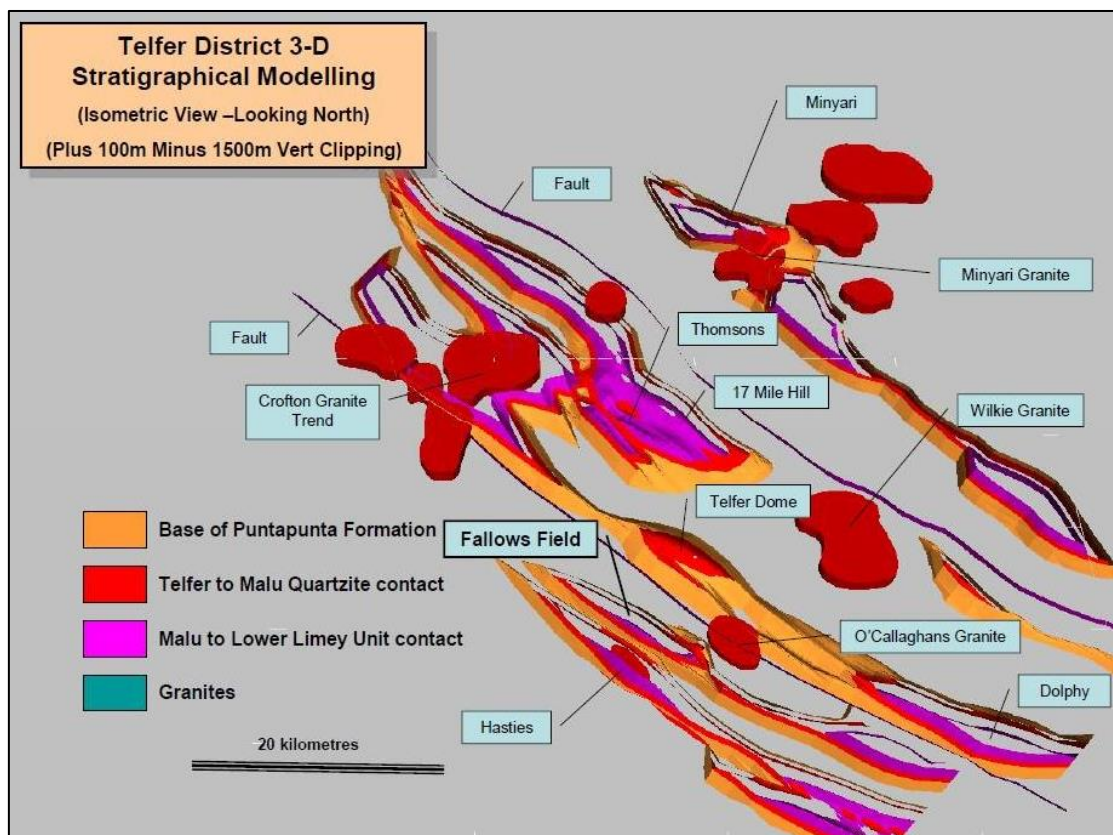 Telfer District 3-D
Stratigraphical Modelling
(Isometric View –Looking North)
(Plus 100m Minus 1500m Vert Clipping)
Minyari
Fault
Minyari Granite
Fault
Thomsons
Crofton Granite
Trend
17 Mile Hill
Wilkie Granite
Telfer Dome
Fallows Field
Base of Puntapunta Formation
Telfer to Malu Quartzite contact
Malu to Lower Limey Unit contact
Granites
O'Callaghans Granite
Dolphy
Hasties
20 kilometres